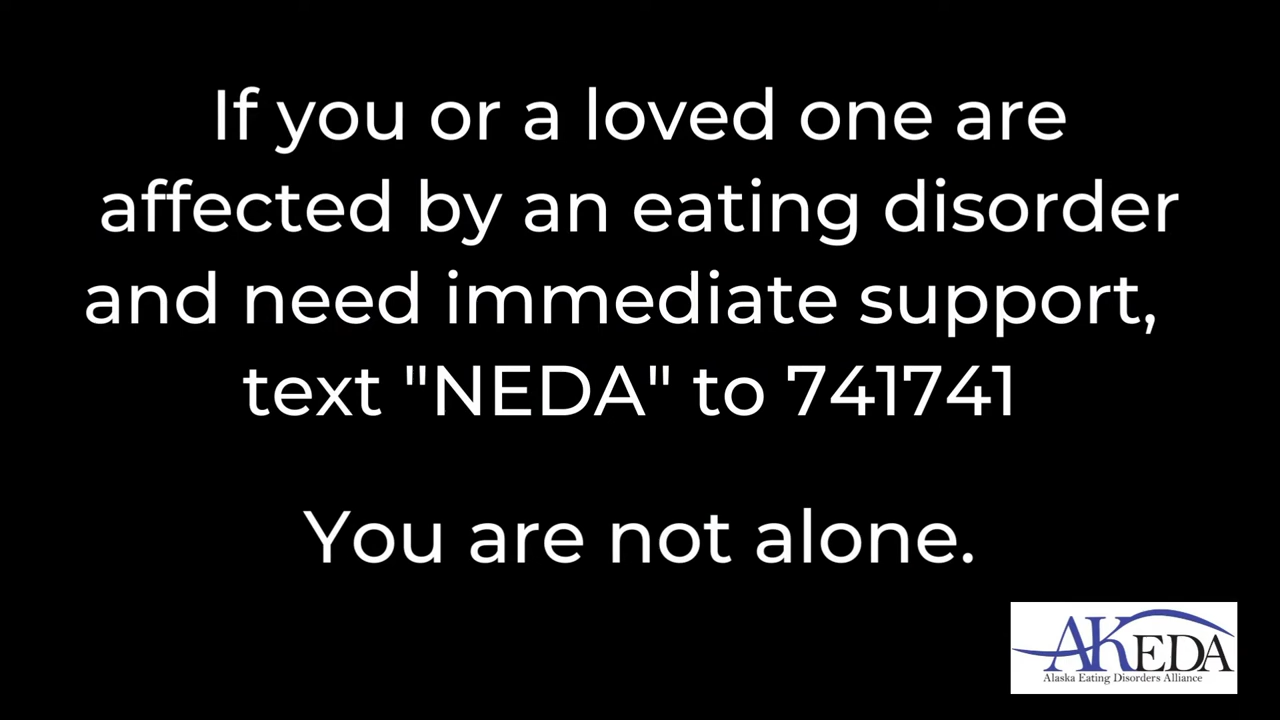 If you or a loved one are
affected by an eating disorder
and need immediate support,
text "NEDA" to 741741
You are not alone.
AKEDA
Alaska Eating Disorders Alliance